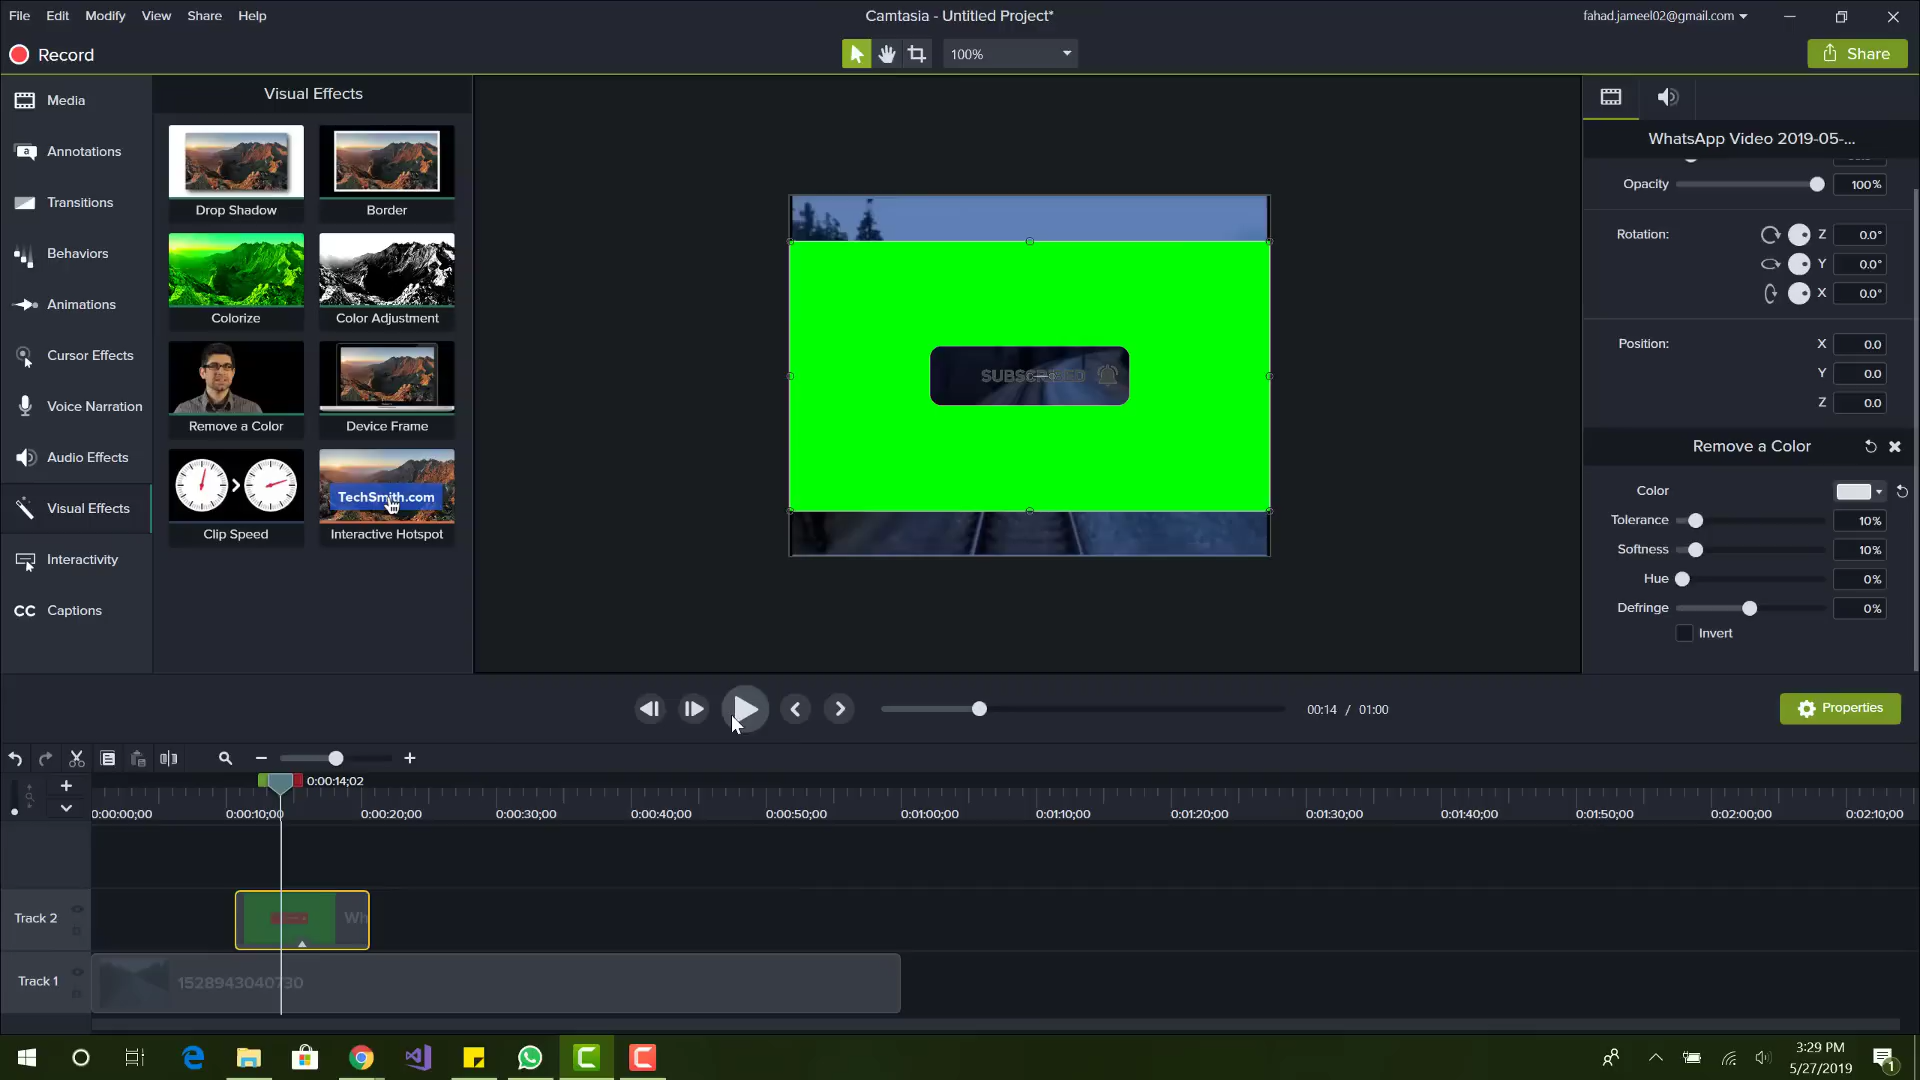 File Edit Modify View Share Help
Camtasia - Untitled Project*
fahad.jameel02@gmail.com
Record
100%
Share
Media
Annotations
Transitions
Behaviors
Animations
Cursor Effects
Voice Narration
Audio Effects
Visual Effects
Interactivity
CC Captions
Visual Effects
Drop Shadow
Border
Colorize
Color Adjustment
Remove a Color
Device Frame
TechSmith.com
Clip Speed
Interactive Hotspot
SUBSCRIBED
WhatsApp Video 2019-05-...
Opacity 100%
Rotation: Z 0.0°
Y 0.0°
X 0.0°
Position: X 0.0
Y 0.0
Z 0.0
Remove a Color
Color
Tolerance 10%
Softness 10%
Hue 0%
Defringe 0%
Invert
00:14 / 01:00
Properties
0:00:14;02
0:00:00;00 0:00:10;00 0:00:20;00 0:00:30;00 0:00:40;00 0:00:50;00 0:01:00;00 0:01:10;00 0:01:20;00 0:01:30;00 0:01:40;00 0:01:50;00 0:02:00;00 0:02:10;00
Track 2
Wh
Track 1
1528943040730
3:29 PM
5/27/2019
1